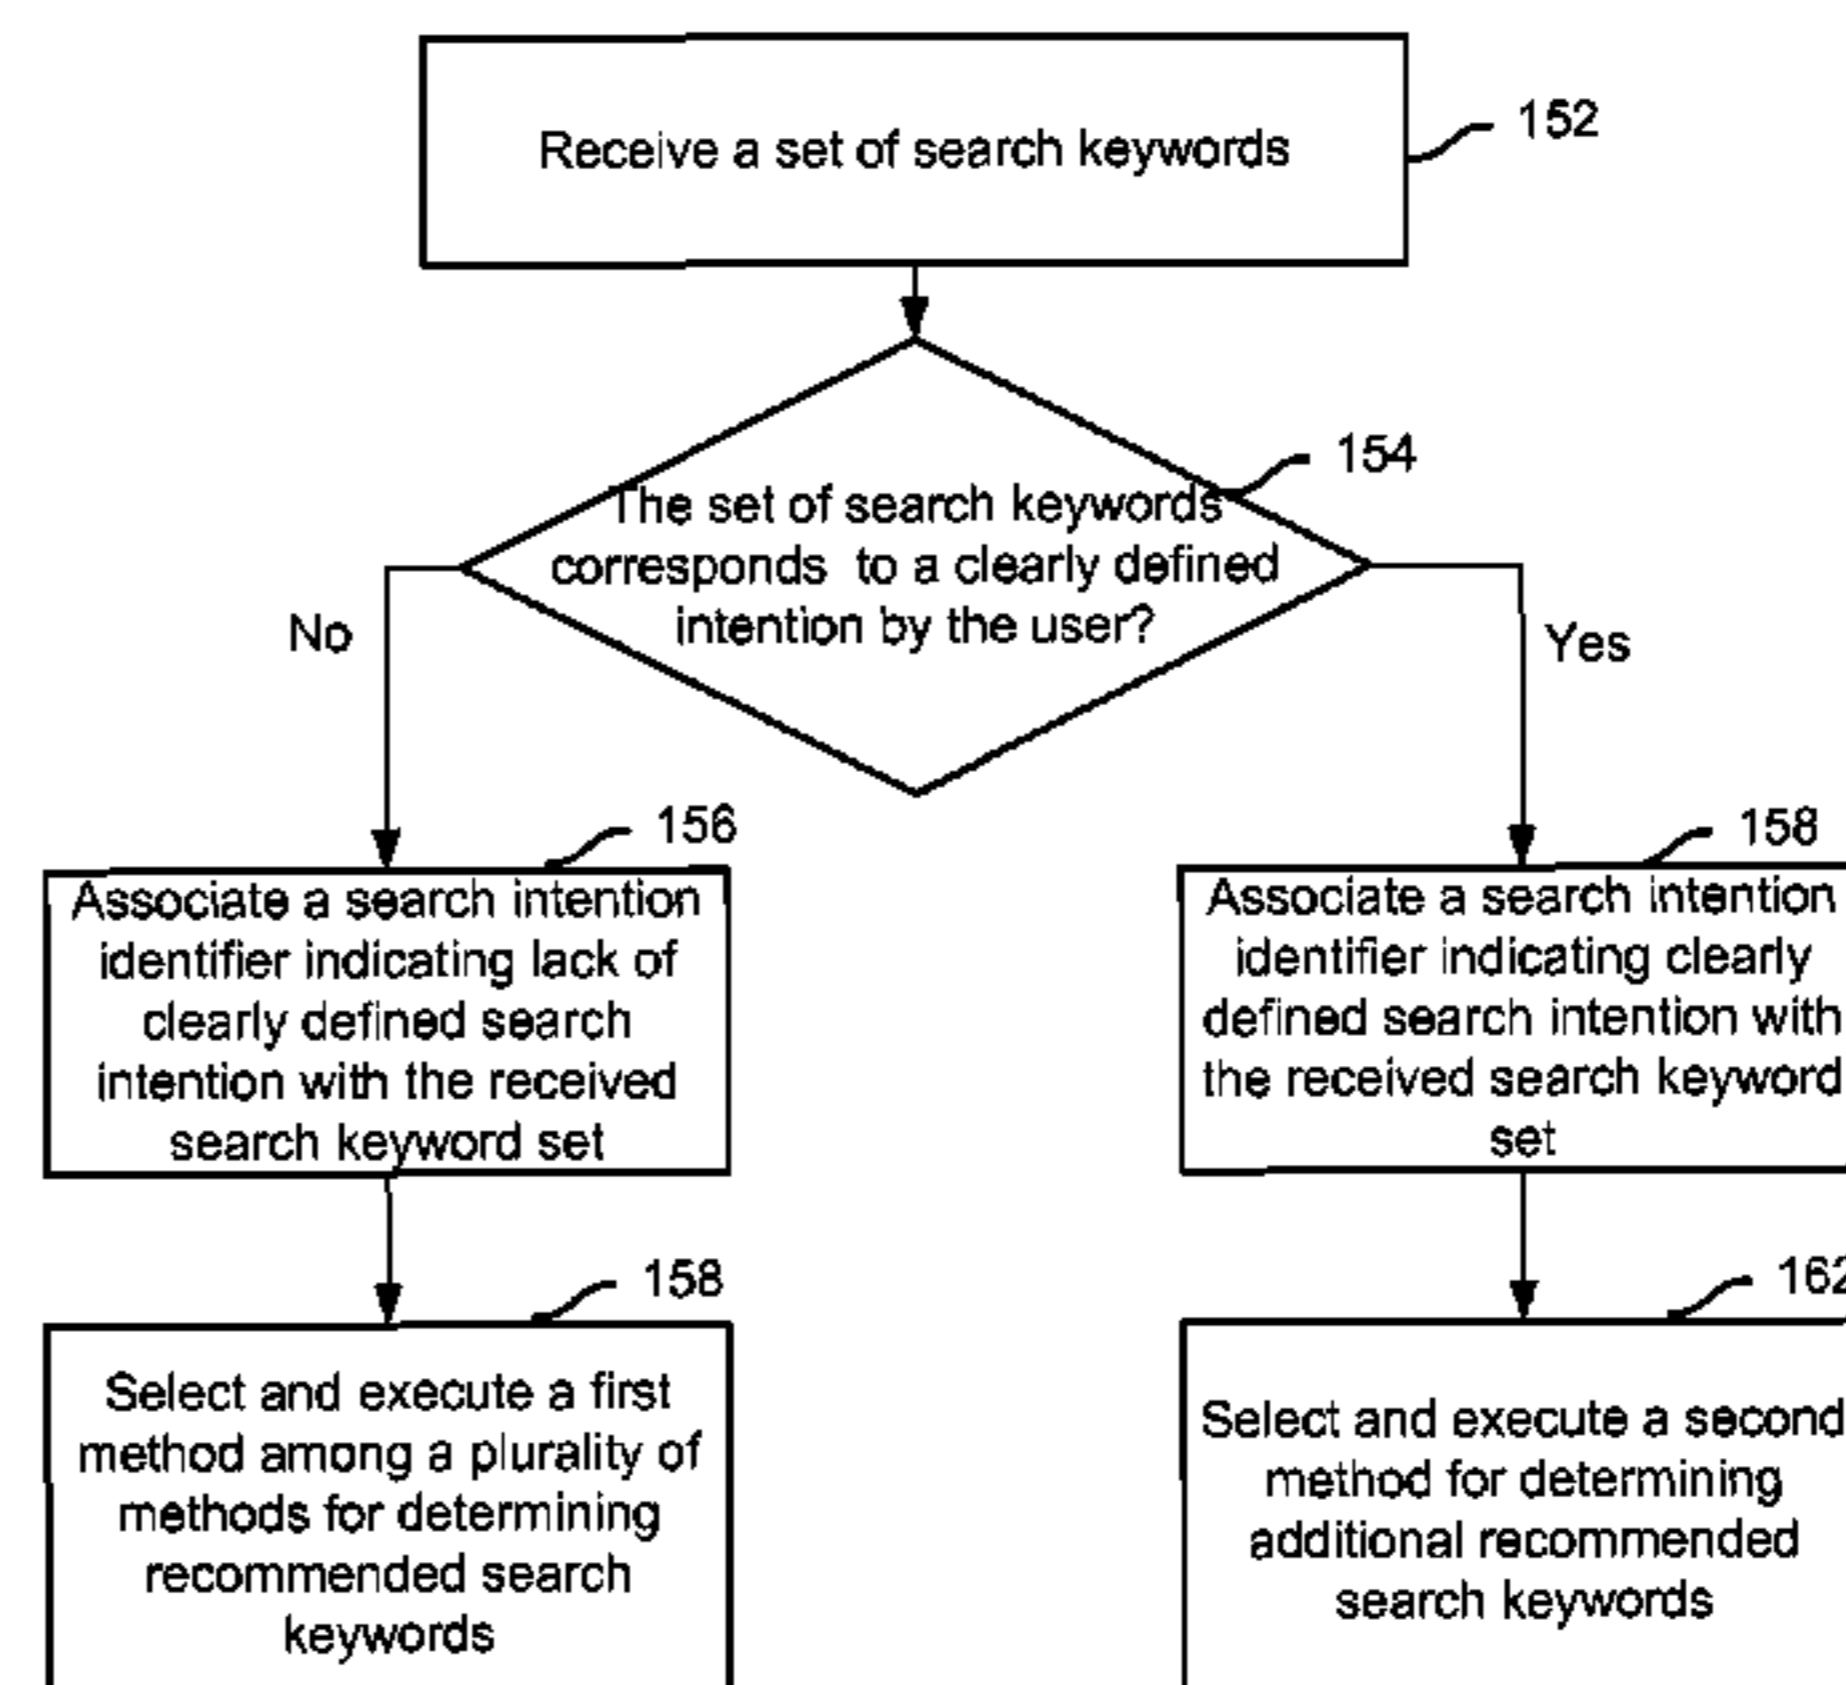 Receive a set of search keywords
152
154
The set of search keywords
corresponds to a clearly defined
intention by the user?
No
Yes
156
Associate a search intention
identifier indicating lack of
clearly defined search
intention with the received
search keyword set
158
Associate a search intention
identifier indicating clearly
defined search intention with
the received search keyword
set
158
Select and execute a first
method among a plurality of
methods for determining
recommended search
keywords
162
Select and execute a second
method for determining
additional recommended
search keywords